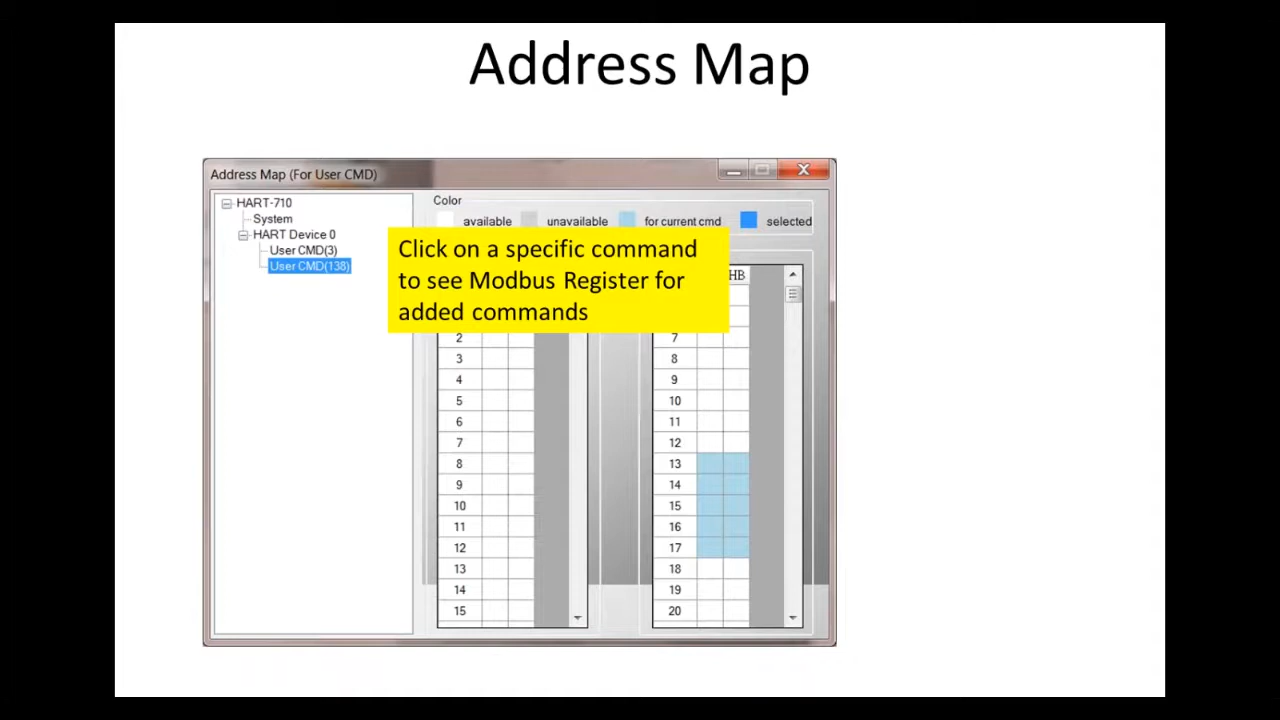 Address Map
Address Map (For User CMD)
HART-710
System
HART Device 0
User CMD(3)
User CMD(138)
Color
available
unavailable
for current cmd
selected
Click on a specific command
to see Modbus Register for
added commands
2
3
4
5
6
7
8
9
10
11
12
13
14
15
HB
7
8
9
10
11
12
13
14
15
16
17
18
19
20